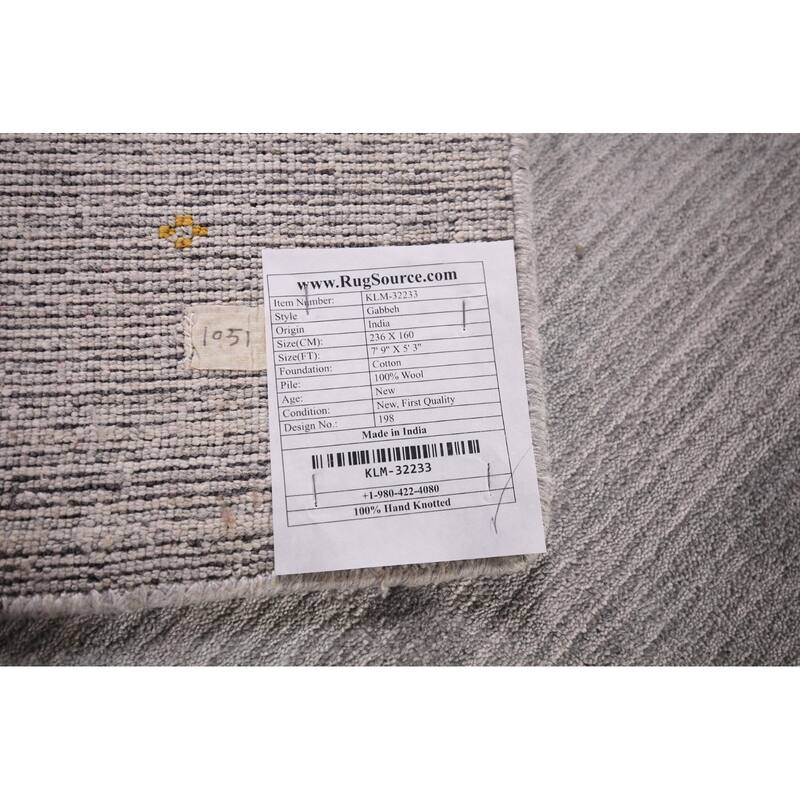 www.RugSource.com
Item Number: KLM-32233
Style Gabbeh
Origin India
Size(CM): 236 X 160
Size(FT): 7' 9" X 5' 3"
Foundation: Cotton
Pile: 100% Wool
Age: New
Condition: New, First Quality
Design No.: 198
Made in India
KLM-32233
+1-980-422-4080
100% Hand Knotted
1051